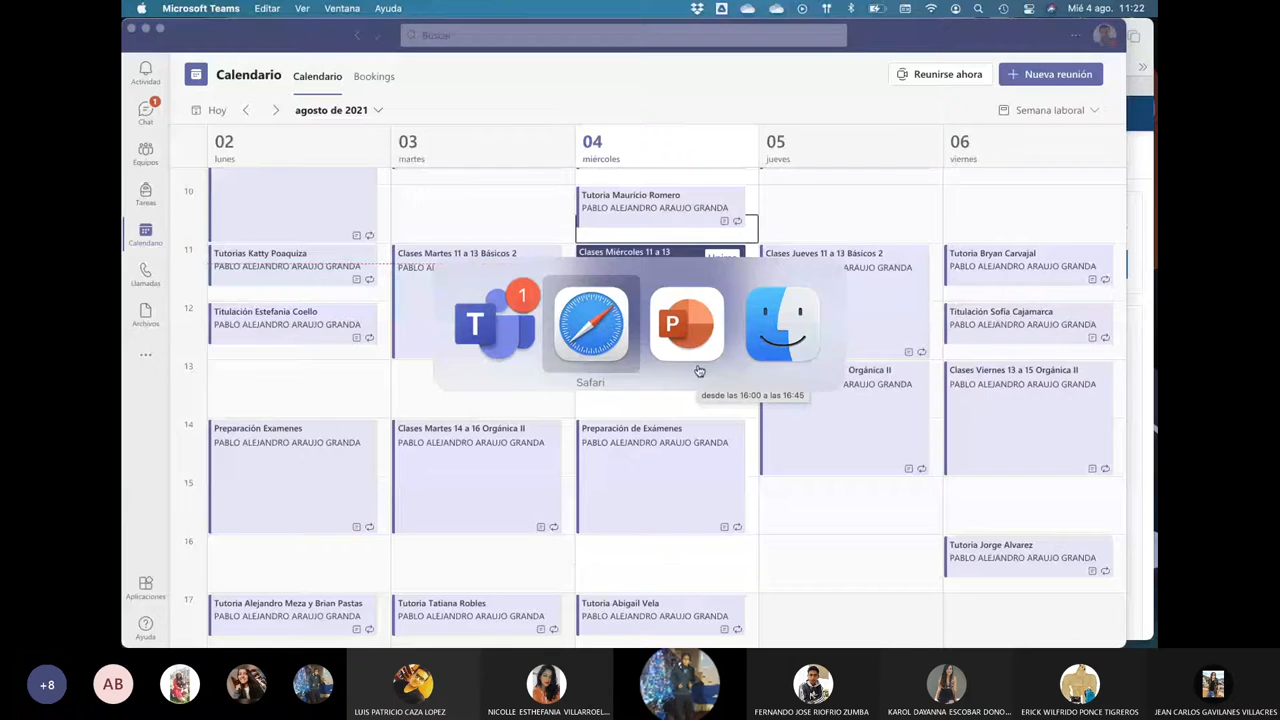 Microsoft Teams Editar Ver Ventana Ayuda
Mié 4 ago. 11:22
Buscar
Actividad
1
Chat
Equipos
Tareas
Calendario
Llamadas
Archivos
Aplicaciones
Ayuda
Calendario Calendario Bookings
Reunirse ahora
Nueva reunión
Hoy
agosto de 2021
Semana laboral
02
lunes
03
martes
04
miércoles
05
jueves
06
viernes
10
Tutoria Mauricio Romero
PABLO ALEJANDRO ARAUJO GRANDA
11
Tutorias Katty Poaquiza
PABLO ALEJANDRO ARAUJO GRANDA
Clases Martes 11 a 13 Básicos 2
PABLO
Clases Miércoles 11 a 13
Clases Jueves 11 a 13 Básicos 2
ARAUJO GRANDA
Tutoria Bryan Carvajal
PABLO ALEJANDRO ARAUJO GRANDA
1
T
P
Safari
desde las 16:00 a las 16:45
12
Titulación Estefania Coello
PABLO ALEJANDRO ARAUJO GRANDA
Titulación Sofía Cajamarca
PABLO ALEJANDRO ARAUJO GRANDA
13
Orgánica II
ARAUJO GRANDA
Clases Viernes 13 a 15 Orgánica II
PABLO ALEJANDRO ARAUJO GRANDA
14
Preparación Examenes
PABLO ALEJANDRO ARAUJO GRANDA
Clases Martes 14 a 16 Orgánica II
PABLO ALEJANDRO ARAUJO GRANDA
Preparación de Exámenes
PABLO ALEJANDRO ARAUJO GRANDA
15
16
Tutoria Jorge Alvarez
PABLO ALEJANDRO ARAUJO GRANDA
17
Tutoria Alejandro Meza y Brian Pastas
PABLO ALEJANDRO ARAUJO GRANDA
Tutoria Tatiana Robles
PABLO ALEJANDRO ARAUJO GRANDA
Tutoria Abigail Vela
PABLO ALEJANDRO ARAUJO GRANDA
+8
AB
LUIS PATRICIO CAZA LOPEZ
NICOLLE ESTHEFANIA VILLARROEL...
FERNANDO JOSE RIOFRIO ZUMBA
KAROL DAYANNA ESCOBAR DONO...
ERICK WILFRIDO PONCE TIGREROS
JEAN CARLOS GAVILANES VILLACRES